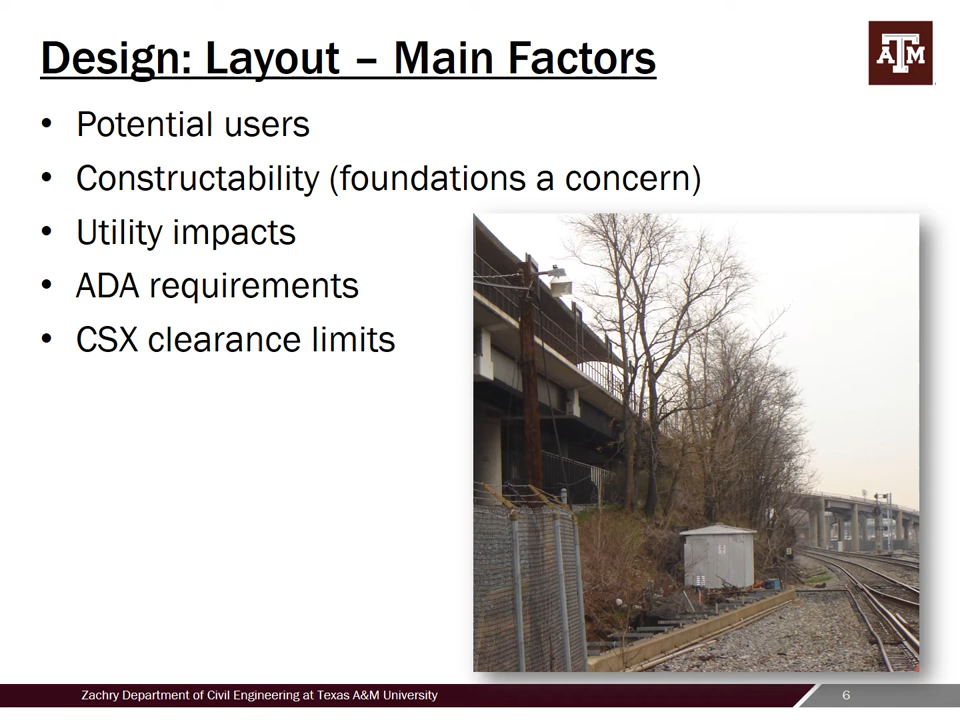 Design: Layout – Main Factors
ATM
• Potential users
• Constructability (foundations a concern)
• Utility impacts
• ADA requirements
• CSX clearance limits
Zachry Department of Civil Engineering at Texas A&M University
6